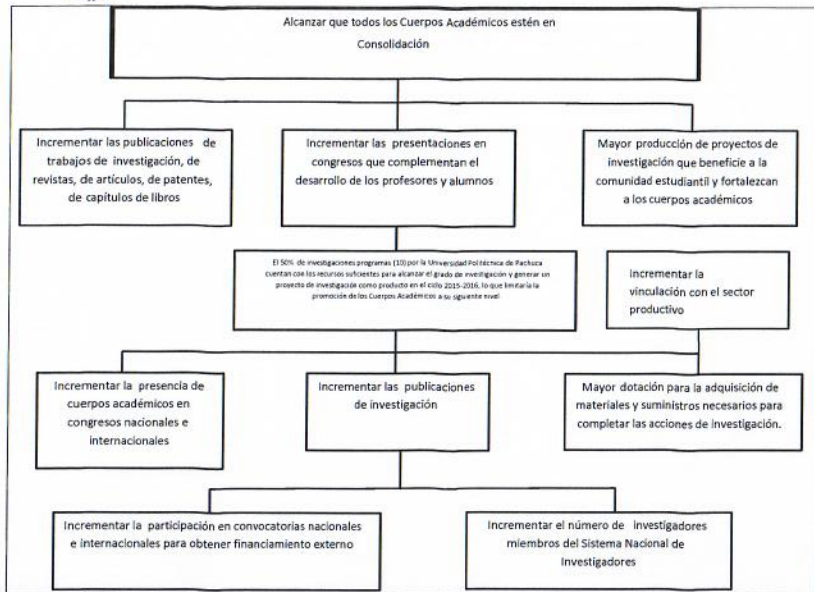 Alcanzar que todos los Cuerpos Académicos estén en
Consolidación
Incrementar las publicaciones de
trabajos de investigación, de
revistas, de artículos, de patentes,
de capítulos de libros
Incrementar las presentaciones en
congresos que complementan el
desarrollo de los profesores y alumnos
Mayor producción de proyectos de
investigación que beneficie a la
comunidad estudiantil y fortalezcan
a los cuerpos académicos
El 50% de investigaciones programas (10) por la Universidad Politécnica de Pachuca
cuentan con los recursos suficientes para alcanzar el grado de investigación y generar un
proyecto de investigación como producto en el ciclo 2015-2016, lo que limitaría la
promoción de los Cuerpos Académicos a su siguiente nivel
Incrementar la
vinculación con el sector
productivo
Incrementar la presencia de
cuerpos académicos en
congresos nacionales e
internacionales
Incrementar las publicaciones
de investigación
Mayor dotación para la adquisición de
materiales y suministros necesarios para
completar las acciones de investigación.
Incrementar la participación en convocatorias nacionales
e internacionales para obtener financiamiento externo
Incrementar el número de investigadores
miembros del Sistema Nacional de
Investigadores